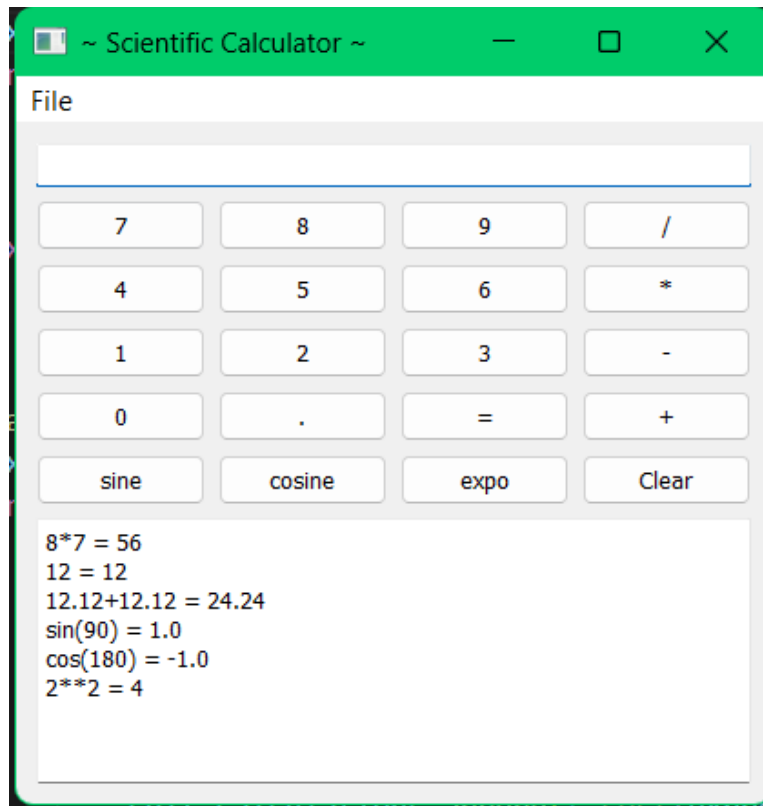 ~ Scientific Calculator ~
File
7 8 9 /
4 5 6 *
1 2 3 -
0 . = +
sine cosine expo Clear
8*7 = 56
12 = 12
12.12+12.12 = 24.24
sin(90) = 1.0
cos(180) = -1.0
2**2 = 4